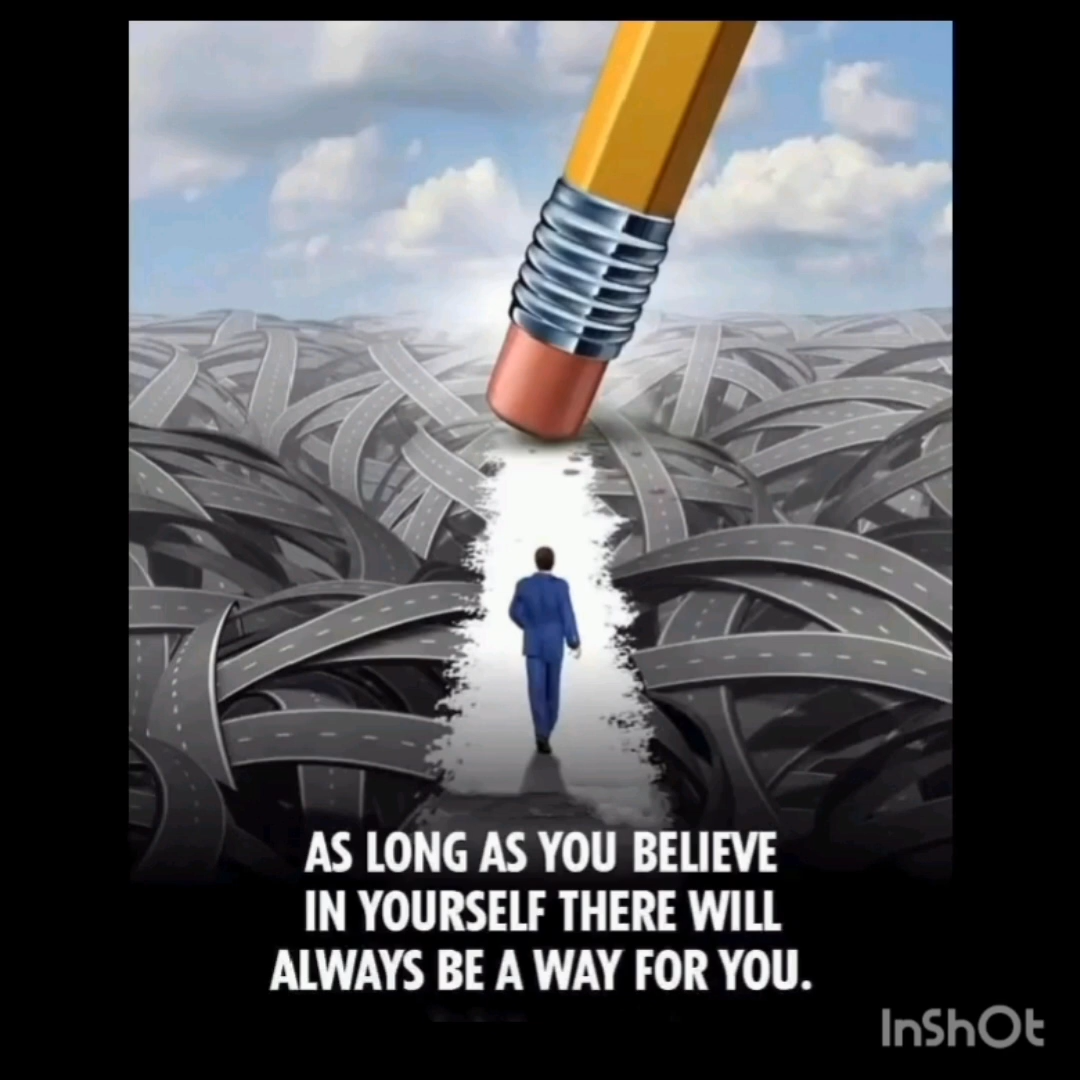 AS LONG AS YOU BELIEVE
IN YOURSELF THERE WILL
ALWAYS BE A WAY FOR YOU.
InShOt